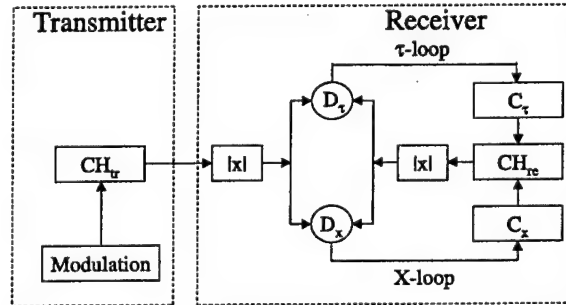 Transmitter
Receiver
τ-loop
D_τ
C_τ
CH_tr
|x|
|x|
CH_re
D_x
C_x
Modulation
X-loop